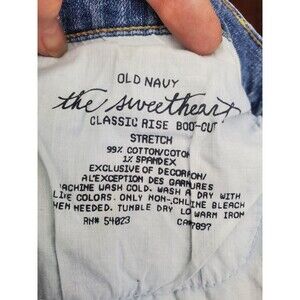 OLD NAVY
the sweetheart
CLASSIC RISE BOOT-CUT
STRETCH
99% COTTON/COTON
1% SPANDEX
EXCLUSIVE OF DECORATION/
À L'EXCEPTION DES GARNITURES
MACHINE WASH COLD. WASH & DRY WITH
LIKE COLORS. ONLY NON-CHLORINE BLEACH
WHEN NEEDED. TUMBLE DRY LOW WARM IRON
RN# 54023 CA#